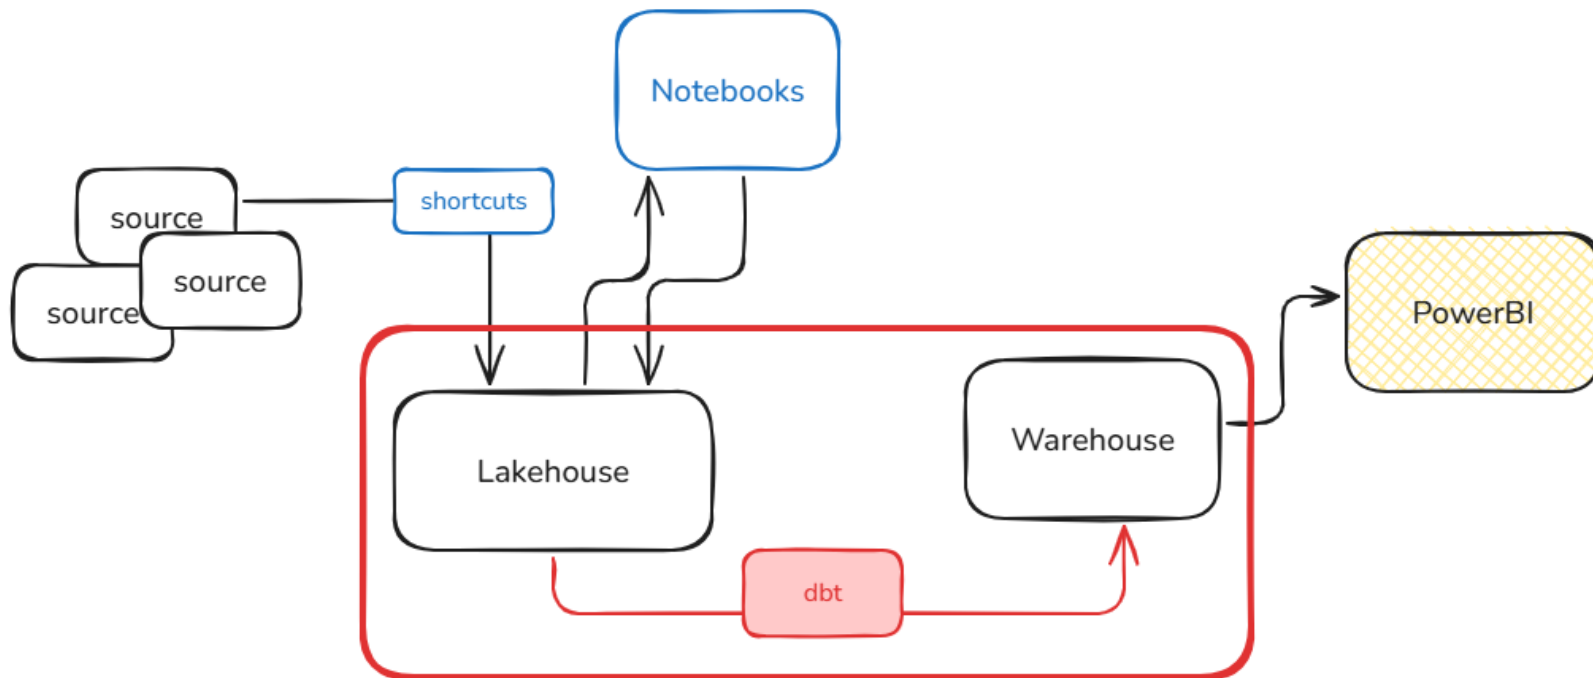 Notebooks
source
shortcuts
source
source
PowerBI
Warehouse
Lakehouse
dbt